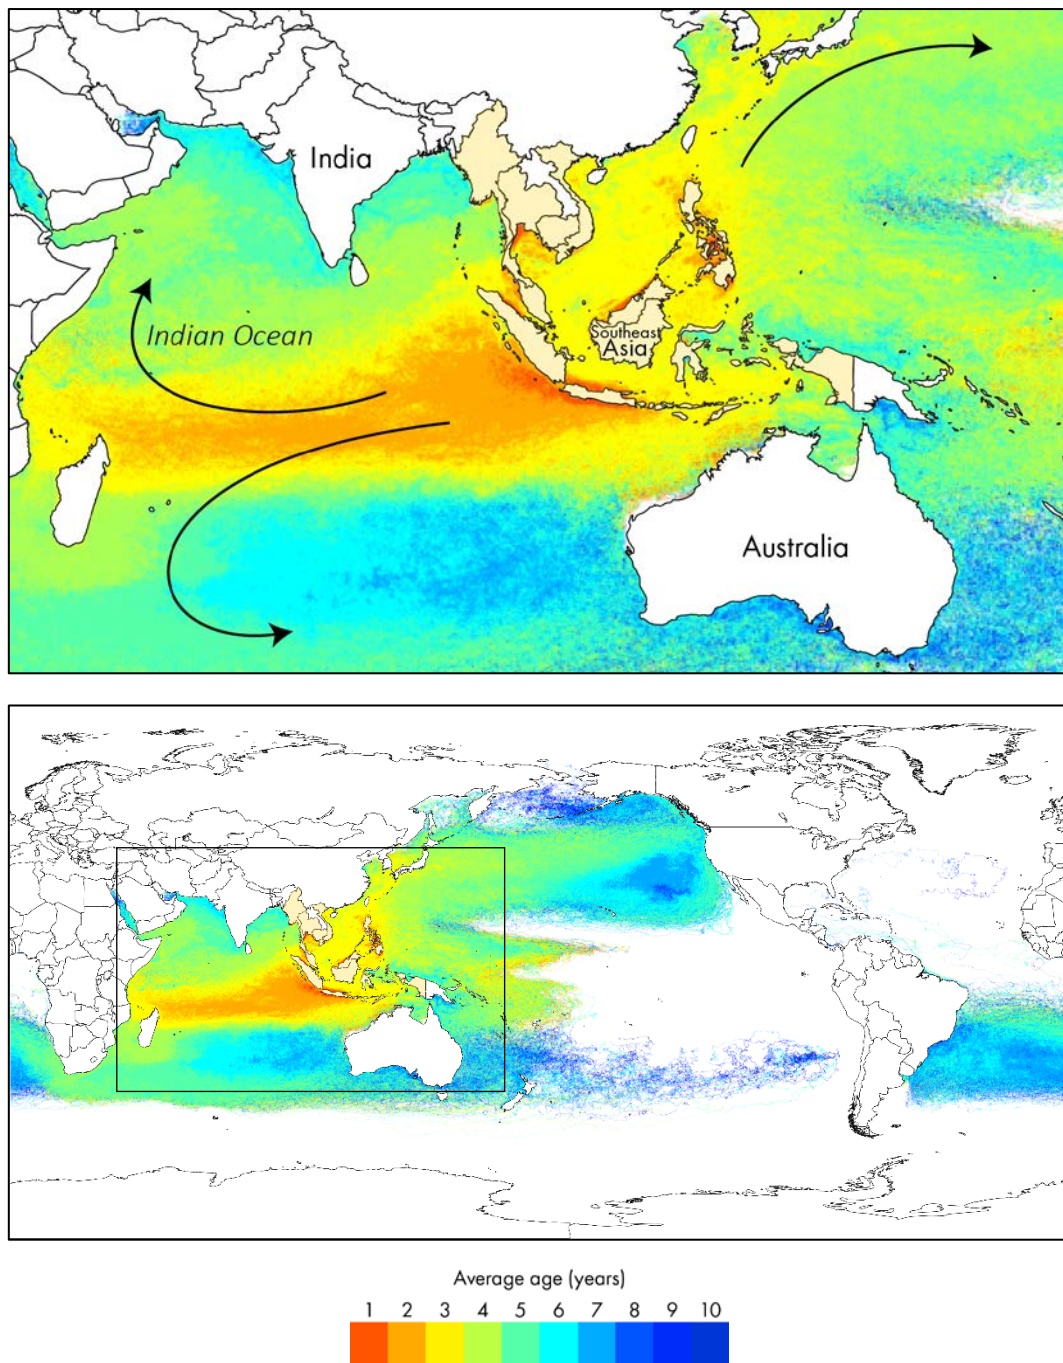 India
Indian Ocean
Southeast
Asia
Australia
Average age (years)
1 2 3 4 5 6 7 8 9 10